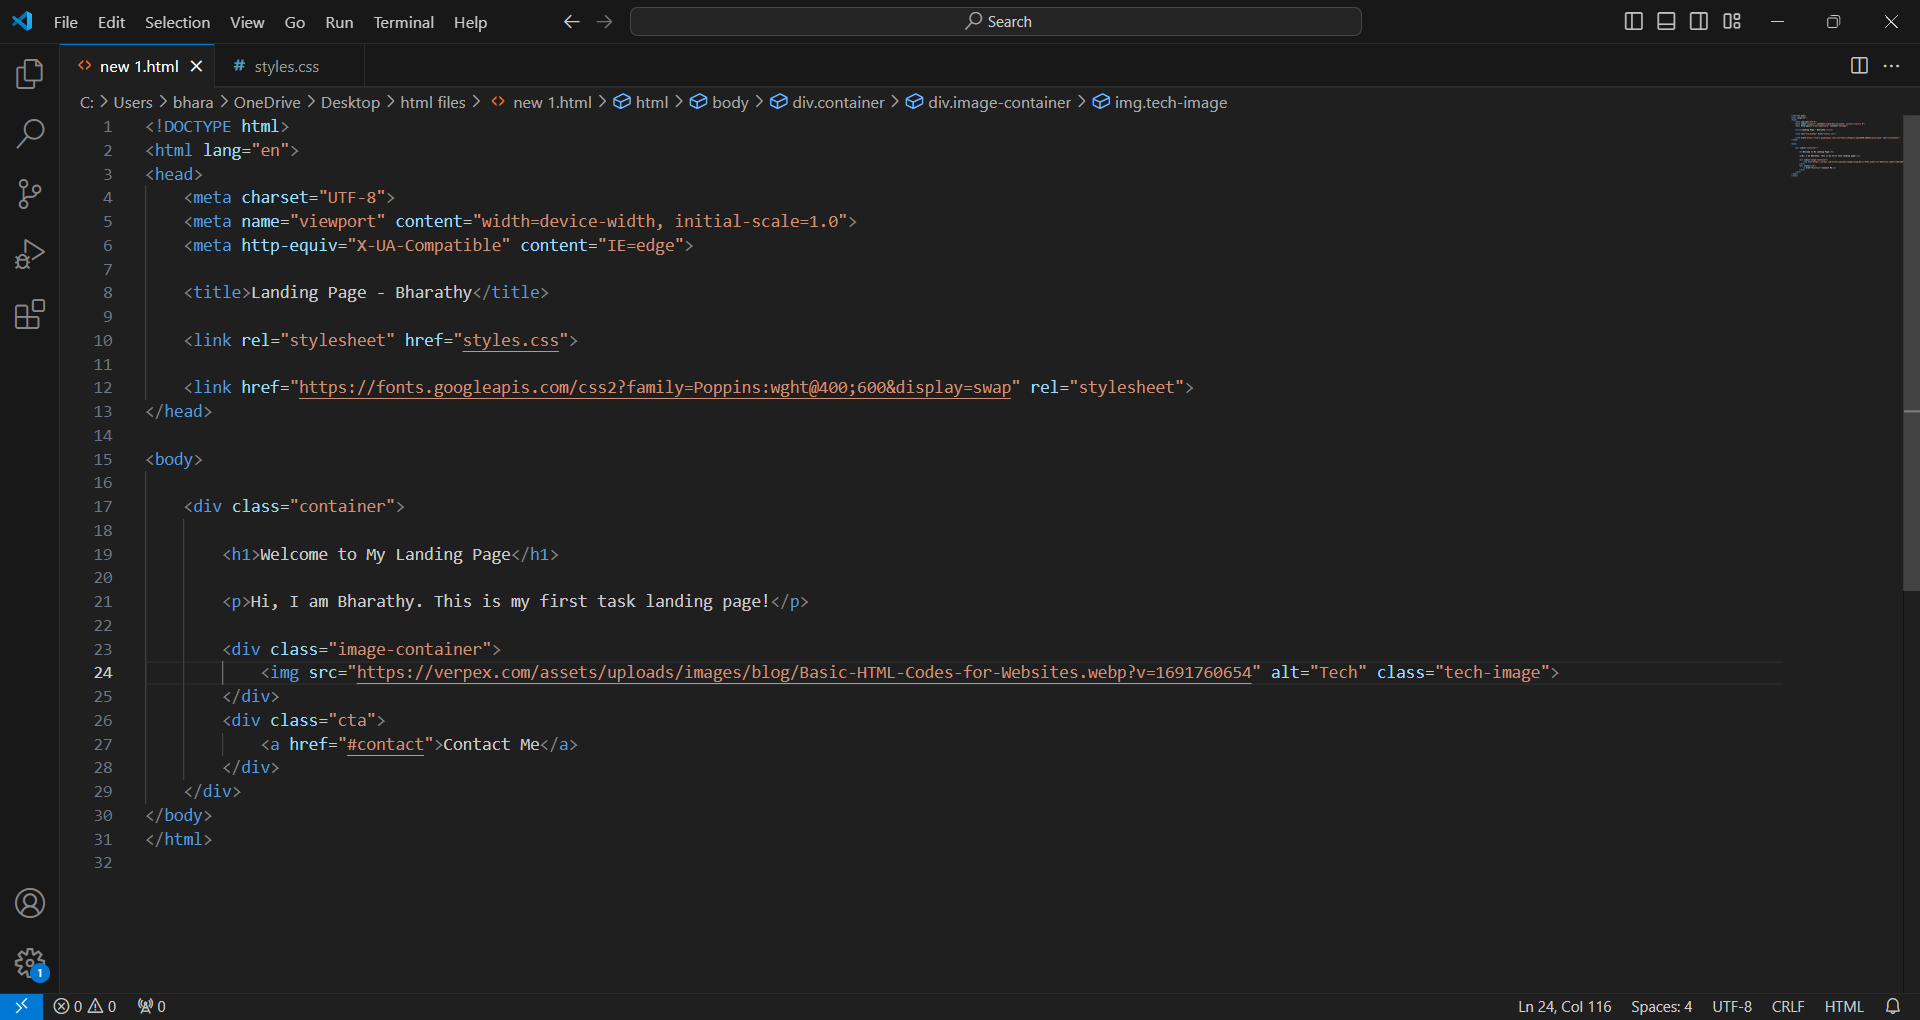 File Edit Selection View Go Run Terminal Help Search
new 1.html # styles.css
C: > Users > bhara > OneDrive > Desktop > html files > new 1.html > html > body > div.container > div.image-container > img.tech-image
1 <!DOCTYPE html>
2 <html lang="en">
3 <head>
4 <meta charset="UTF-8">
5 <meta name="viewport" content="width=device-width, initial-scale=1.0">
6 <meta http-equiv="X-UA-Compatible" content="IE=edge">
7
8 <title>Landing Page - Bharathy</title>
9
10 <link rel="stylesheet" href="styles.css">
11
12 <link href="https://fonts.googleapis.com/css2?family=Poppins:wght@400;600&display=swap" rel="stylesheet">
13 </head>
14
15 <body>
16
17 <div class="container">
18
19 <h1>Welcome to My Landing Page</h1>
20
21 <p>Hi, I am Bharathy. This is my first task landing page!</p>
22
23 <div class="image-container">
24 <img src="https://verpex.com/assets/uploads/images/blog/Basic-HTML-Codes-for-Websites.webp?v=1691760654" alt="Tech" class="tech-image">
25 </div>
26 <div class="cta">
27 <a href="#contact">Contact Me</a>
28 </div>
29 </div>
30 </body>
31 </html>
32
1
0 0 0 Ln 24, Col 116 Spaces: 4 UTF-8 CRLF HTML